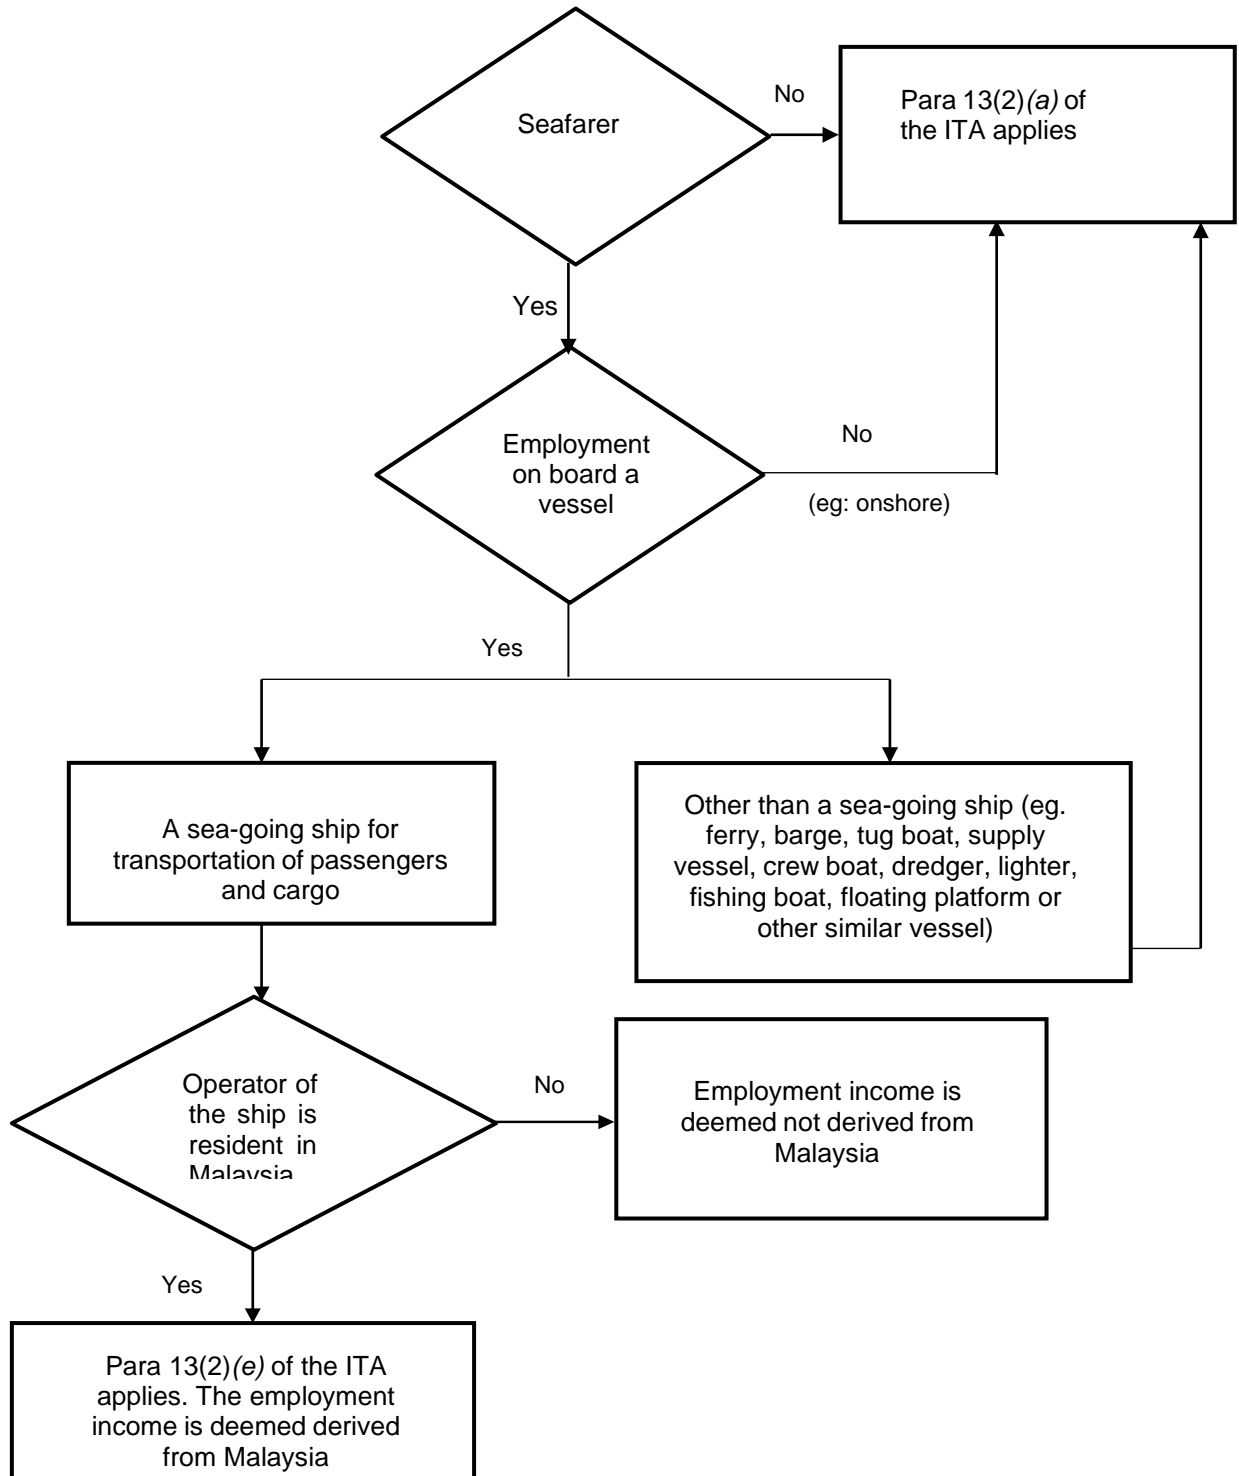 No
Seafarer
Para 13(2)(a) of
the ITA applies
Yes
Employment
on board a
vessel
No
(eg: onshore)
Yes
A sea-going ship for
transportation of passengers
and cargo
Other than a sea-going ship (eg.
ferry, barge, tug boat, supply
vessel, crew boat, dredger, lighter,
fishing boat, floating platform or
other similar vessel)
Operator of
the ship is
resident in
Malaysia
No
Employment income is
deemed not derived from
Malaysia
Yes
Para 13(2)(e) of the ITA
applies. The employment
income is deemed derived
from Malaysia